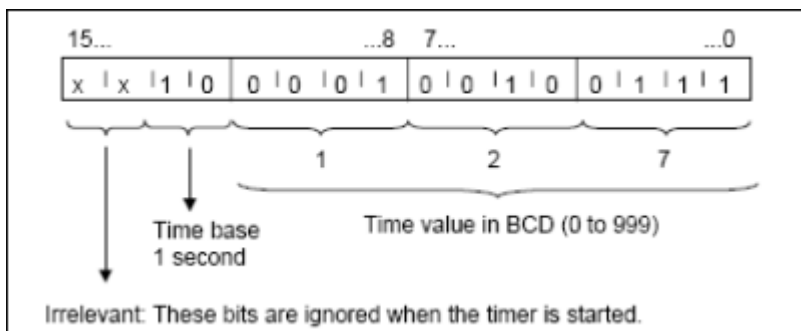 15... ...8 7... ...0
x x 1 0 0 0 0 1 0 0 1 0 0 1 1 1
1 2 7
Time base
1 second
Time value in BCD (0 to 999)
Irrelevant: These bits are ignored when the timer is started.